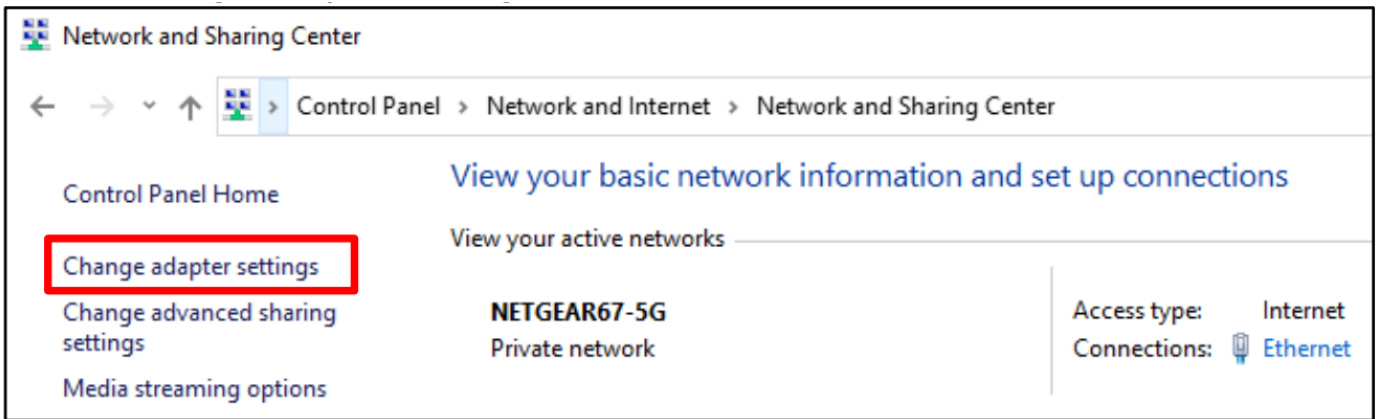 Network and Sharing Center
Control Panel > Network and Internet > Network and Sharing Center
Control Panel Home
View your basic network information and set up connections
View your active networks
Change adapter settings
Change advanced sharing
settings
Media streaming options
NETGEAR67-5G
Private network
Access type: Internet
Connections: Ethernet